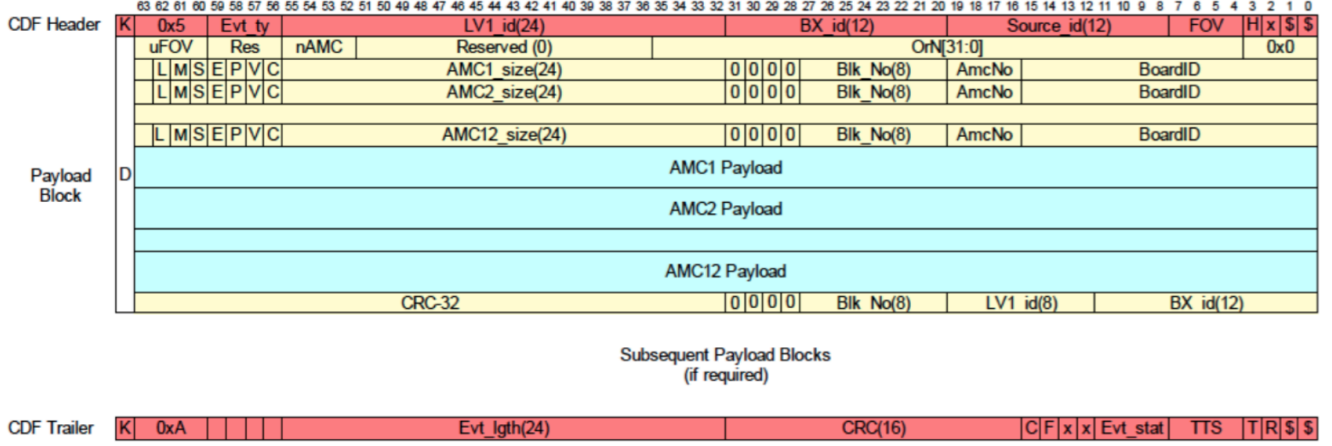 63 62 61 60 59 58 57 56 55 54 53 52 51 50 49 48 47 46 45 44 43 42 41 40 39 38 37 36 35 34 33 32 31 30 29 28 27 26 25 24 23 22 21 20 19 18 17 16 15 14 13 12 11 10 9 8 7 6 5 4 3 2 1 0
CDF Header K 0x5 Evt_ty LV1_id(24) BX_id(12) Source_id(12) FOV H x $ $
uFOV Res nAMC Reserved (0) OrN[31:0] 0x0
L M S E P V C AMC1_size(24) 0 0 0 0 Blk_No(8) AmcNo BoardID
L M S E P V C AMC2_size(24) 0 0 0 0 Blk_No(8) AmcNo BoardID
L M S E P V C AMC12_size(24) 0 0 0 0 Blk_No(8) AmcNo BoardID
Payload
Block
D
AMC1 Payload
AMC2 Payload
AMC12 Payload
CRC-32 0 0 0 0 Blk_No(8) LV1_id(8) BX_id(12)
Subsequent Payload Blocks
(if required)
CDF Trailer K 0xA Evt_lgth(24) CRC(16) C F x x Evt_stat TTS T R $ $